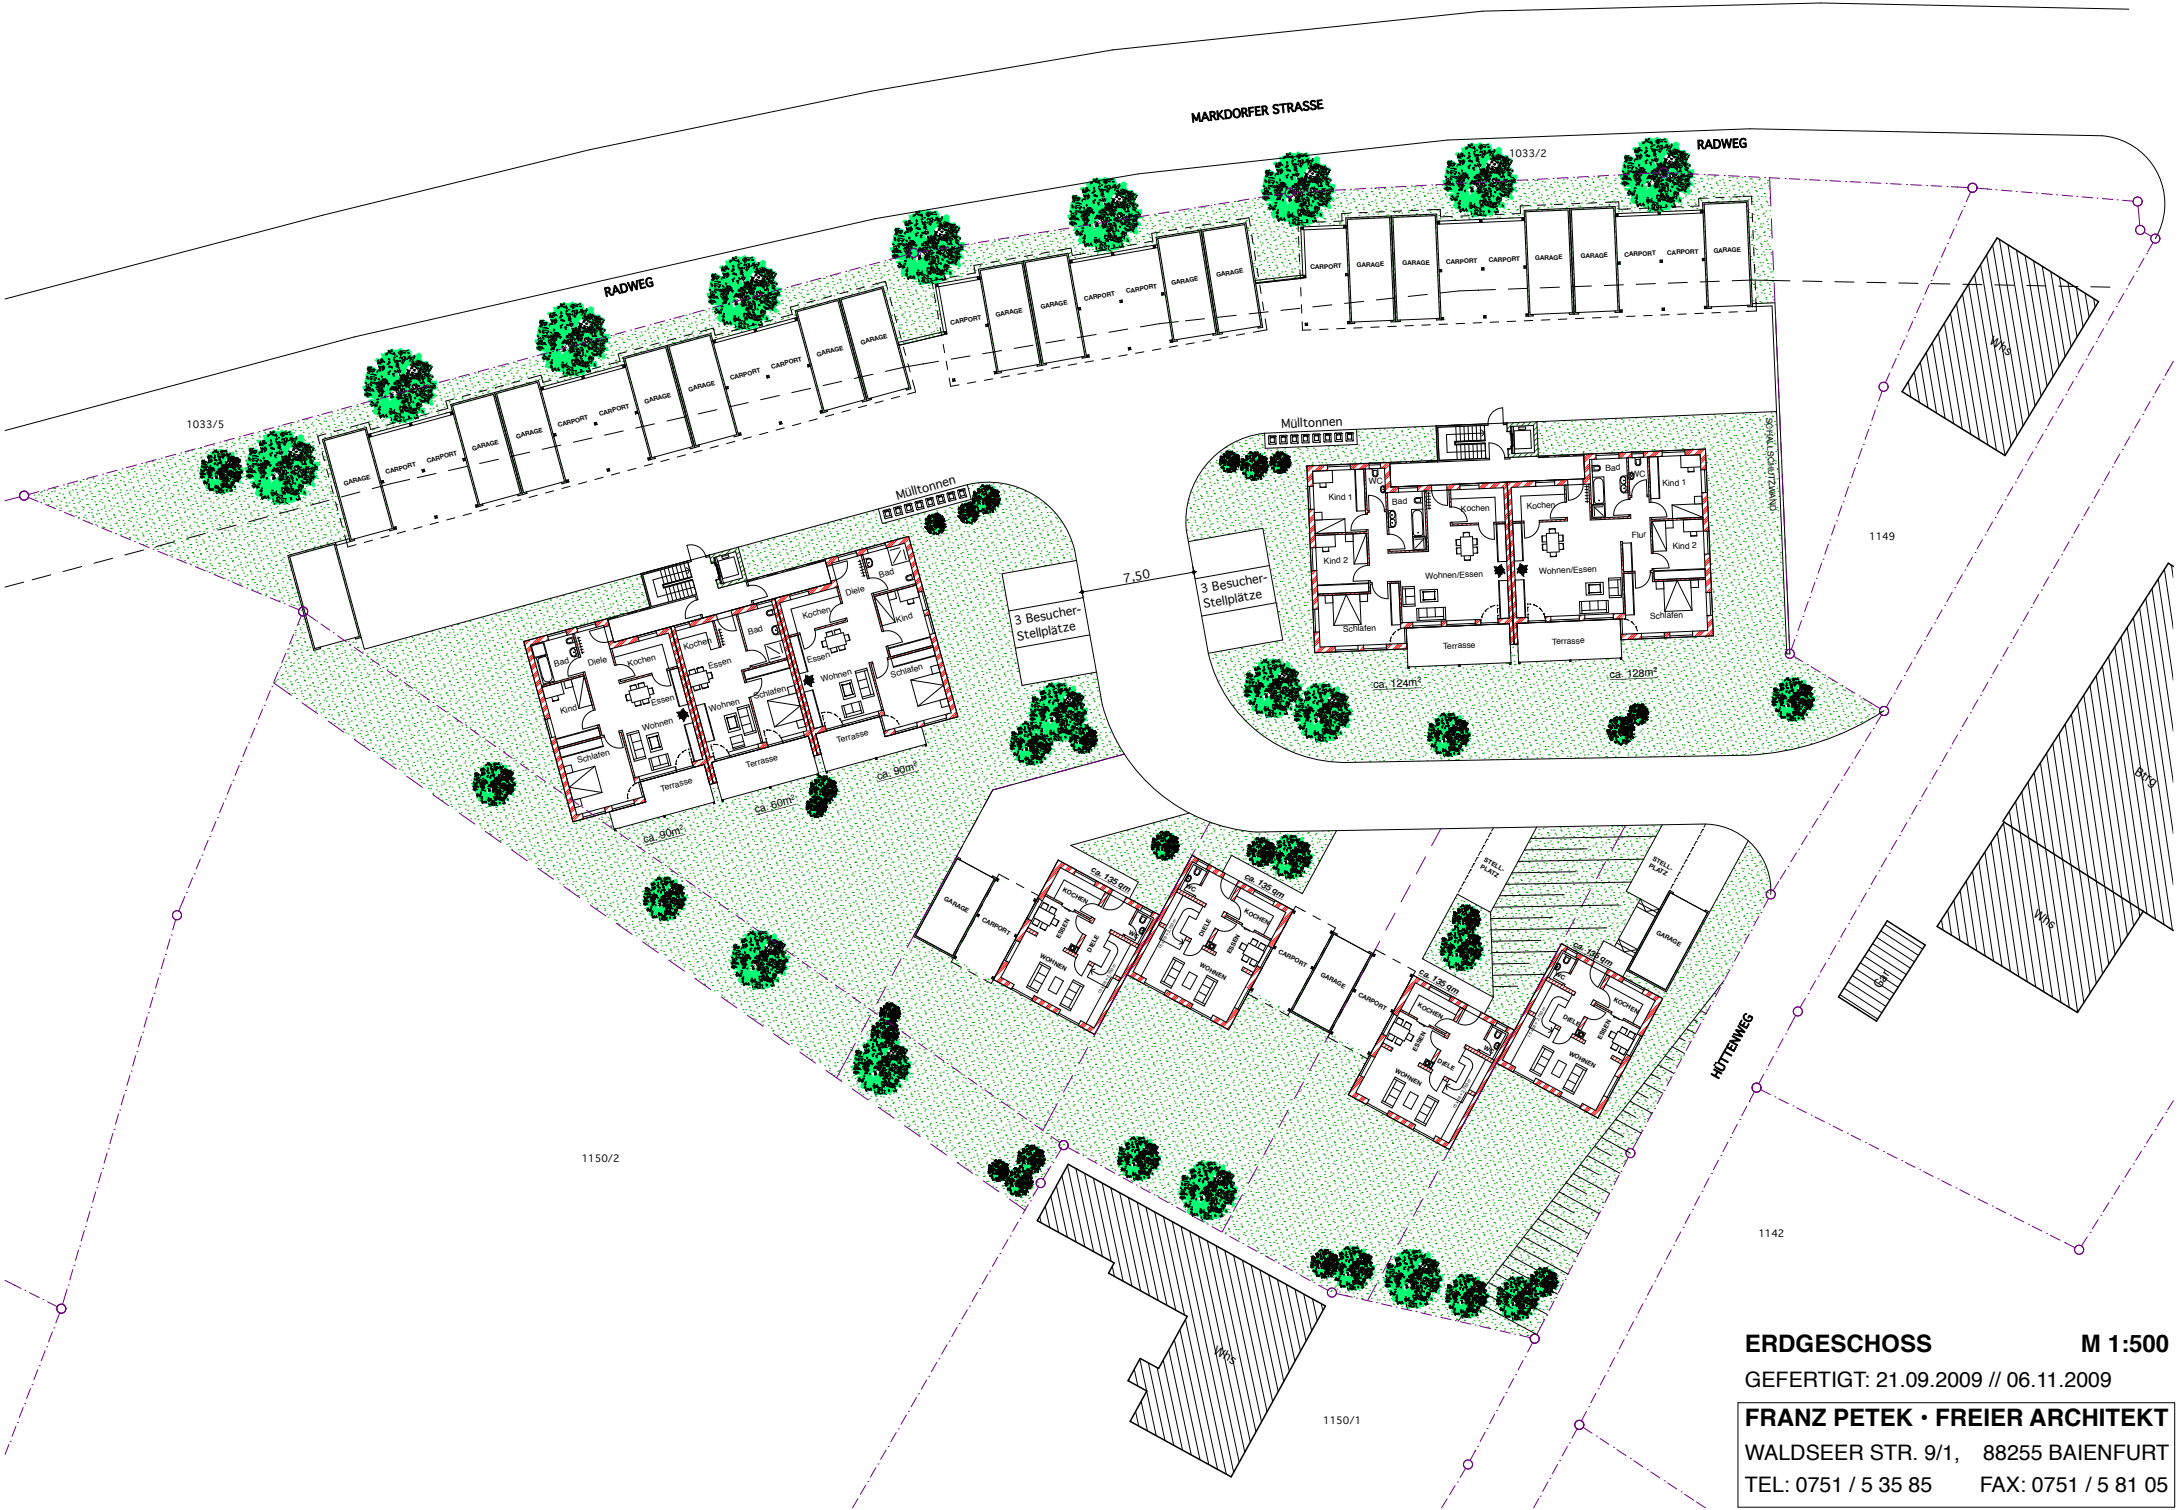 MARKDORFER STRASSE
RADWEG
1033/2
RADWEG
1033/5
GARAGE
CARPORT
CARPORT
GARAGE
GARAGE
CARPORT
CARPORT
GARAGE
GARAGE
CARPORT
CARPORT
GARAGE
GARAGE
CARPORT
GARAGE
GARAGE
CARPORT
CARPORT
GARAGE
GARAGE
CARPORT
GARAGE
GARAGE
CARPORT
CARPORT
GARAGE
GARAGE
CARPORT
CARPORT
GARAGE
Whs
Mülltonnen
Mülltonnen
SCHALLSCHUTZWAND
1149
7,50
3 Besucher-
Stellplätze
3 Besucher-
Stellplätze
Bad
Diele
Kochen
Kind
Essen
Wohnen
Schlafen
Terrasse
ca. 90m²
Kochen
Bad
Essen
Schlafen
Wohnen
Terrasse
ca. 60m²
Bad
Diele
Kochen
Kind
Essen
Wohnen
Schlafen
Terrasse
ca. 90m²
Kind 1
WC
Bad
Kochen
Kind 2
Wohnen/Essen
Schlafen
Terrasse
ca. 124m²
Bad
WC
Kind 1
Kochen
Flur
Kind 2
Wohnen/Essen
Schlafen
Terrasse
ca. 128m²
Btrg
Whs
Gar
STELL-
PLATZ
STELL-
PLATZ
GARAGE
CARPORT
ca. 135 qm
KOCHEN
ESSEN
DIELE
WC
WOHNEN
ca. 135 qm
WC
KOCHEN
DIELE
ESSEN
WOHNEN
CARPORT
GARAGE
CARPORT
ca. 135 qm
KOCHEN
ESSEN
DIELE
WC
WOHNEN
ca. 135 qm
WC
KOCHEN
DIELE
ESSEN
WOHNEN
GARAGE
HÜTTENWEG
1150/2
1142
Whs
1150/1
ERDGESCHOSS M 1:500
GEFERTIGT: 21.09.2009 // 06.11.2009
FRANZ PETEK • FREIER ARCHITEKT
WALDSEER STR. 9/1, 88255 BAIENFURT
TEL: 0751 / 5 35 85 FAX: 0751 / 5 81 05